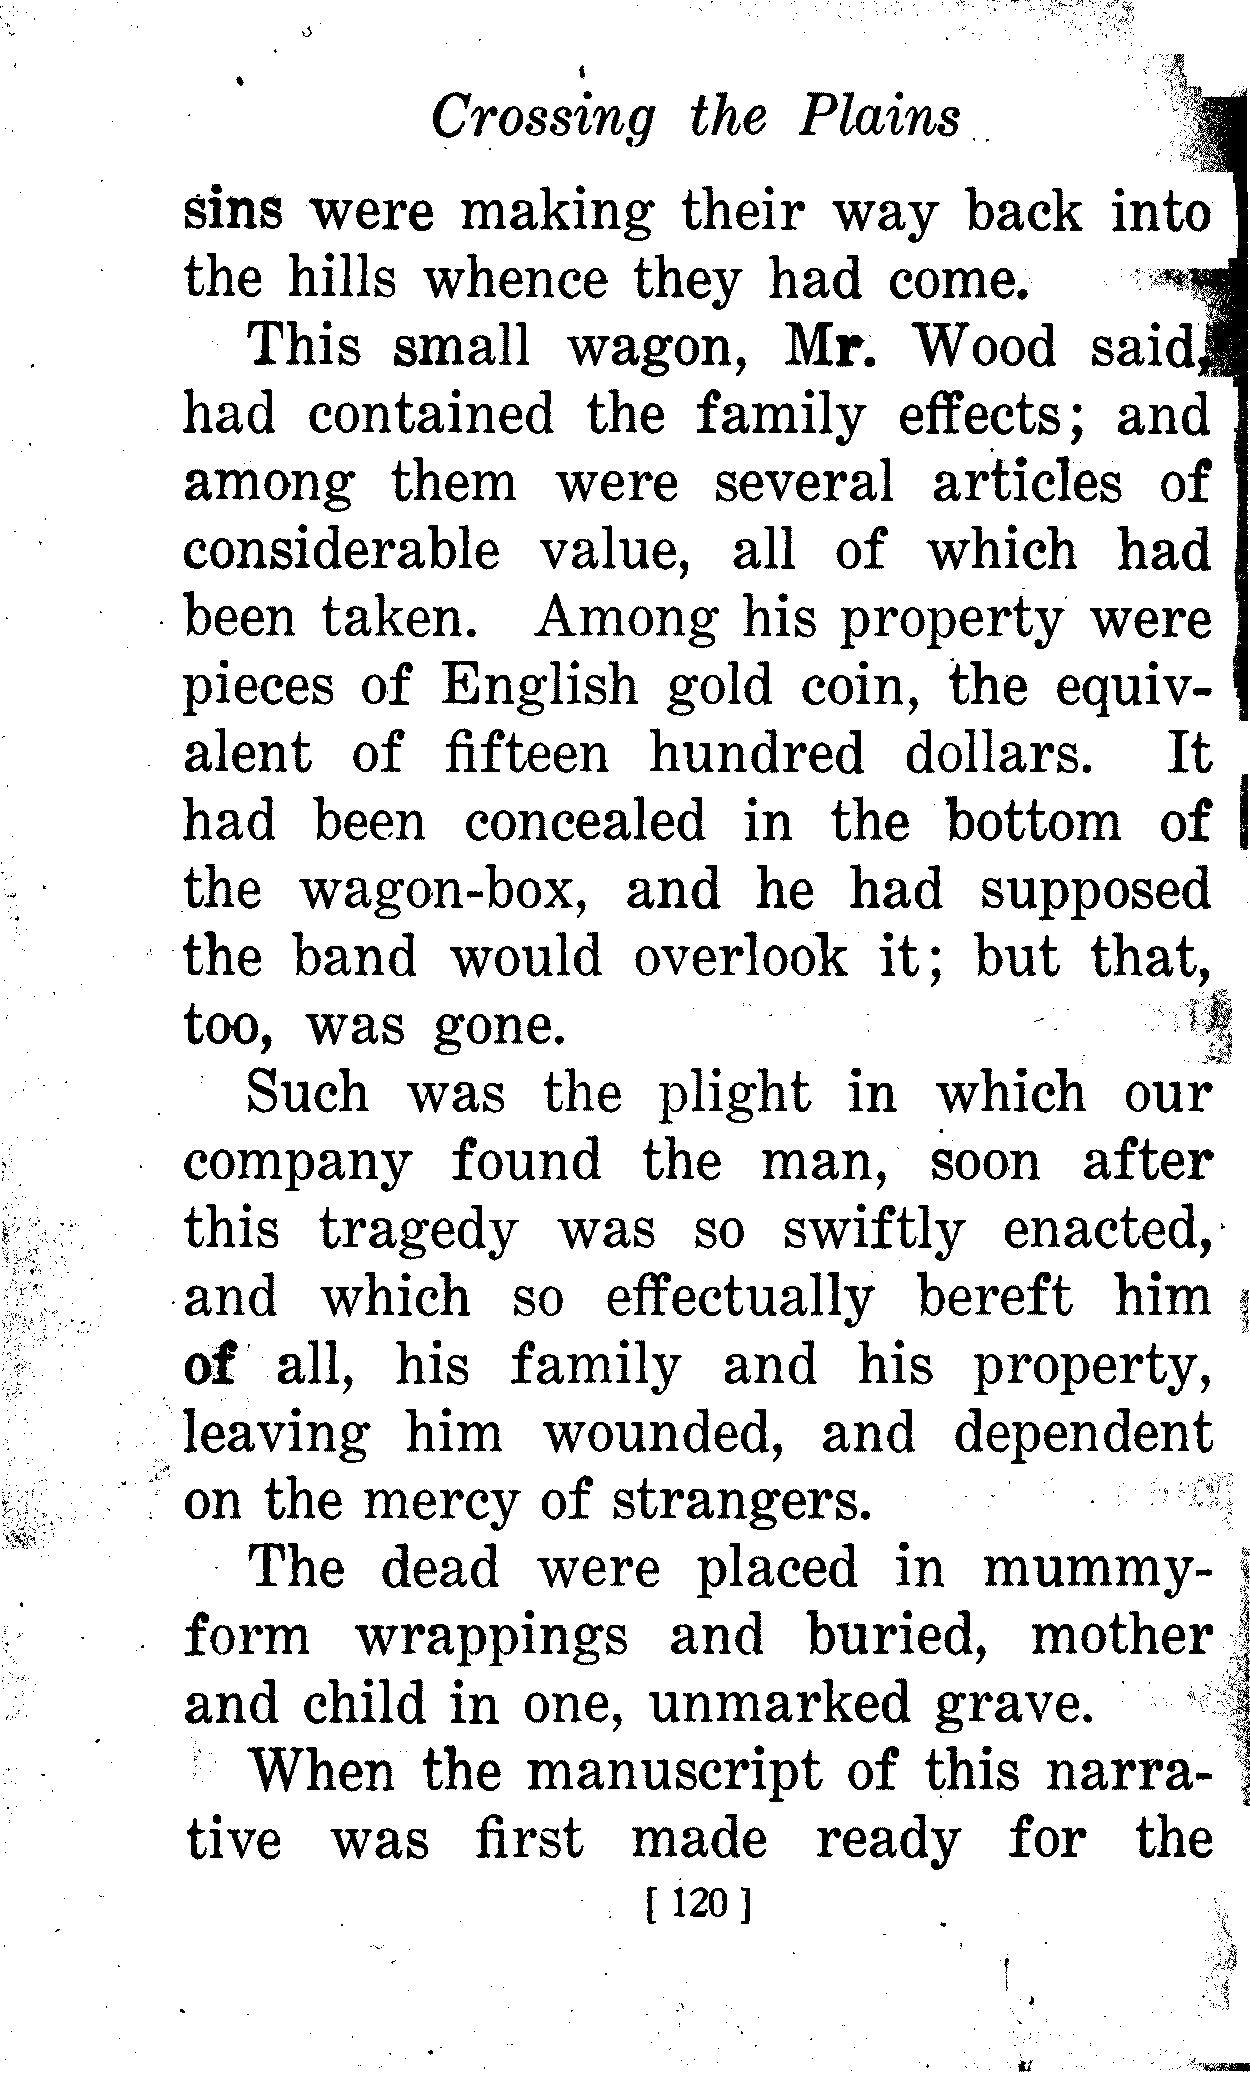 Crossing the Plains
sins were making their way back into
the hills whence they had come.
This small wagon, Mr. Wood said,
had contained the family effects; and
among them were several articles of
considerable value, all of which had
been taken. Among his property were
pieces of English gold coin, the equiv-
alent of fifteen hundred dollars. It
had been concealed in the bottom of
the wagon-box, and he had supposed
the band would overlook it; but that,
too, was gone.
Such was the plight in which our
company found the man, soon after
this tragedy was so swiftly enacted,
and which so effectually bereft him
of all, his family and his property,
leaving him wounded, and dependent
on the mercy of strangers.
The dead were placed in mummy-
form wrappings and buried, mother
and child in one, unmarked grave.
When the manuscript of this narra-
tive was first made ready for the
[ 120 ]